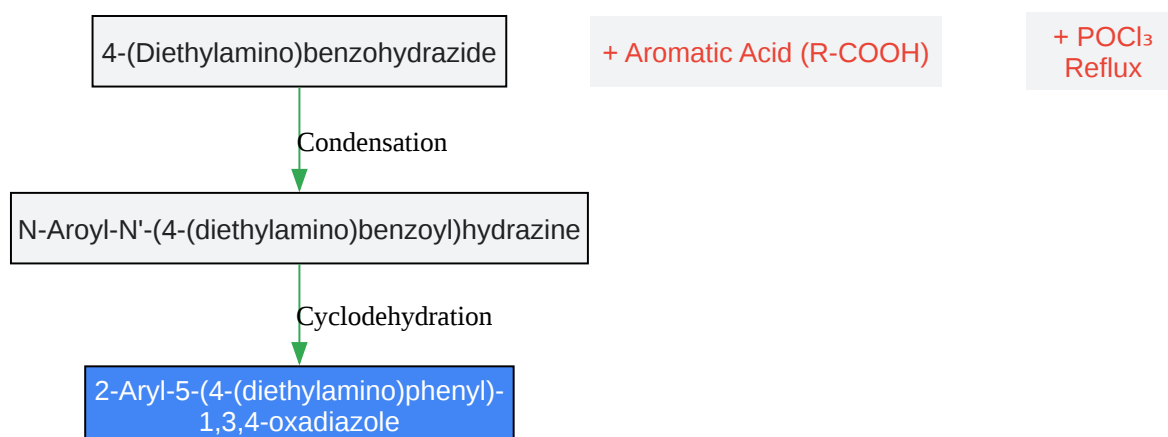 4-(Diethylamino)benzohydrazide
+ Aromatic Acid (R-COOH)
+ POCl₃
Reflux
Condensation
N-Aroyl-N'-(4-(diethylamino)benzoyl)hydrazine
Cyclodehydration
2-Aryl-5-(4-(diethylamino)phenyl)-
1,3,4-oxadiazole